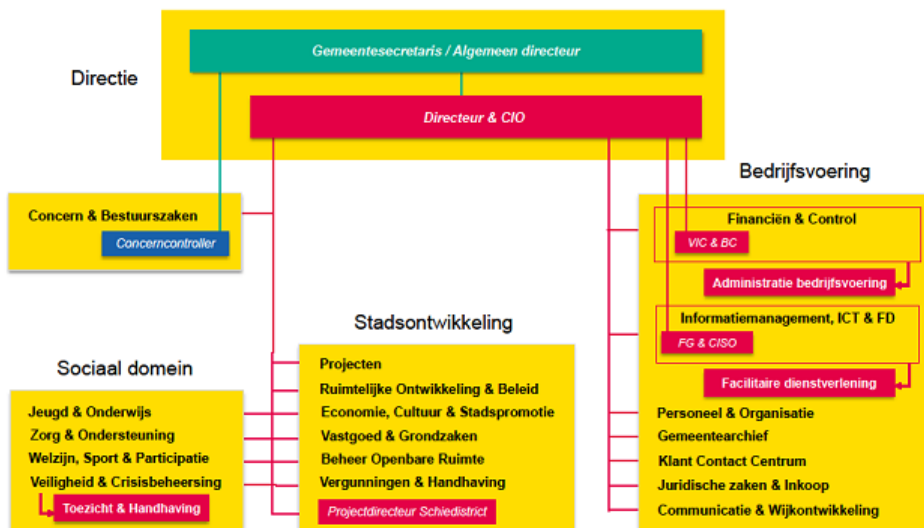 Directie
Gemeentesecretaris / Algemeen directeur
Directeur & CIO
Concern & Bestuurszaken
Concerncontroller
Bedrijfsvoering
Financiën & Control
VIC & BC
Administratie bedrijfsvoering
Informatiemanagement, ICT & FD
FG & CISO
Facilitaire dienstverlening
Personeel & Organisatie
Gemeentearchief
Klant Contact Centrum
Juridische zaken & Inkoop
Communicatie & Wijkontwikkeling
Stadsontwikkeling
Projecten
Ruimtelijke Ontwikkeling & Beleid
Economie, Cultuur & Stadspromotie
Vastgoed & Grondzaken
Beheer Openbare Ruimte
Vergunningen & Handhaving
Projectdirecteur Schiedistrict
Sociaal domein
Jeugd & Onderwijs
Zorg & Ondersteuning
Welzijn, Sport & Participatie
Veiligheid & Crisisbeheersing
Toezicht & Handhaving